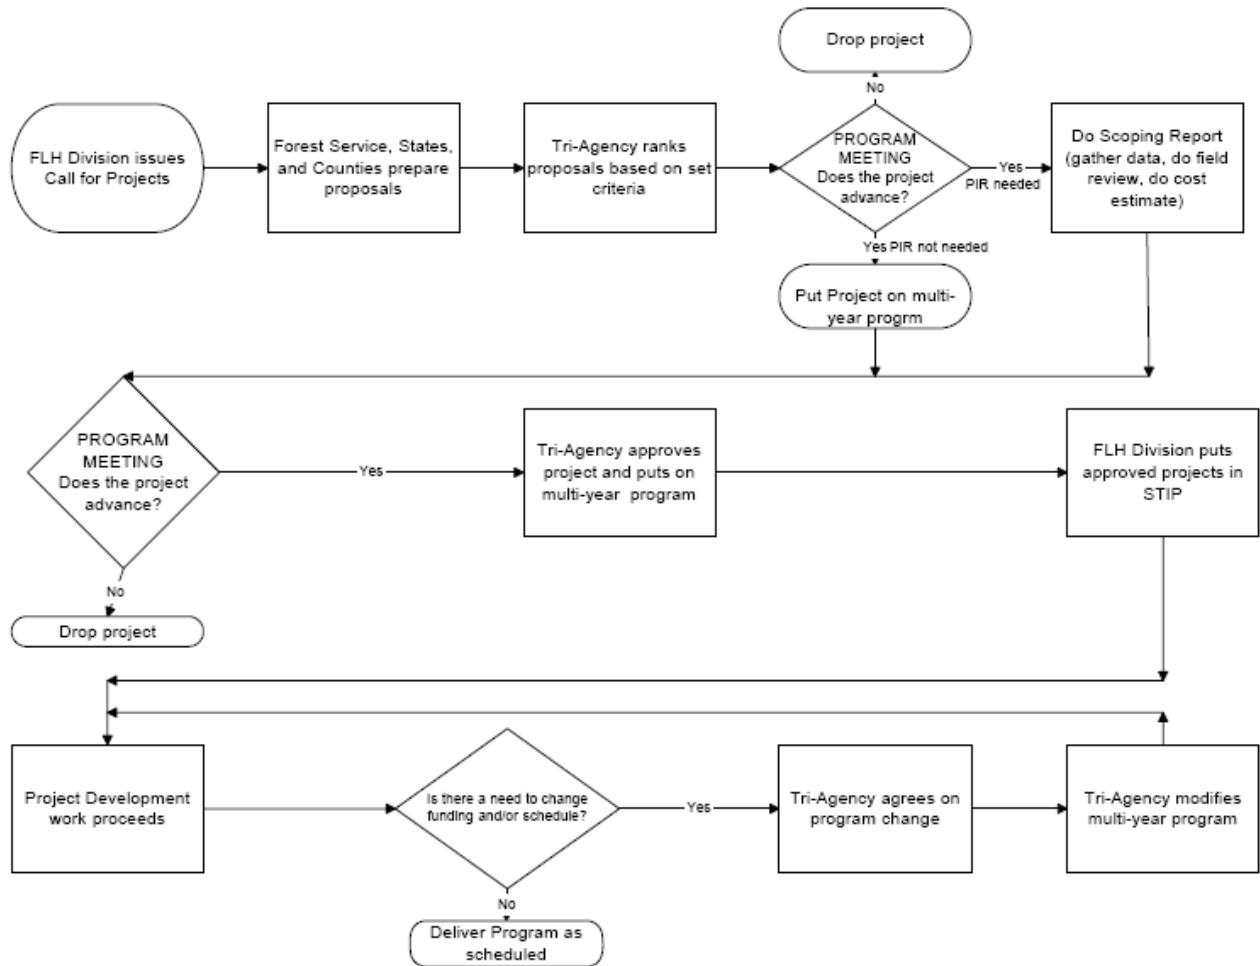 Drop project
No
FLH Division issues
Call for Projects
Forest Service, States,
and Counties prepare
proposals
Tri-Agency ranks
proposals based on set
criteria
PROGRAM
MEETING
Does the project
advance?
Yes
PIR needed
Do Scoping Report
(gather data, do field
review, do cost
estimate)
Yes PIR not needed
Put Project on multi-
year progrm
PROGRAM
MEETING
Does the project
advance?
Yes
Tri-Agency approves
project and puts on
multi-year program
FLH Division puts
approved projects in
STIP
No
Drop project
Project Development
work proceeds
Is there a need to change
funding and/or schedule?
Yes
Tri-Agency agrees on
program change
Tri-Agency modifies
multi-year program
No
Deliver Program as
scheduled